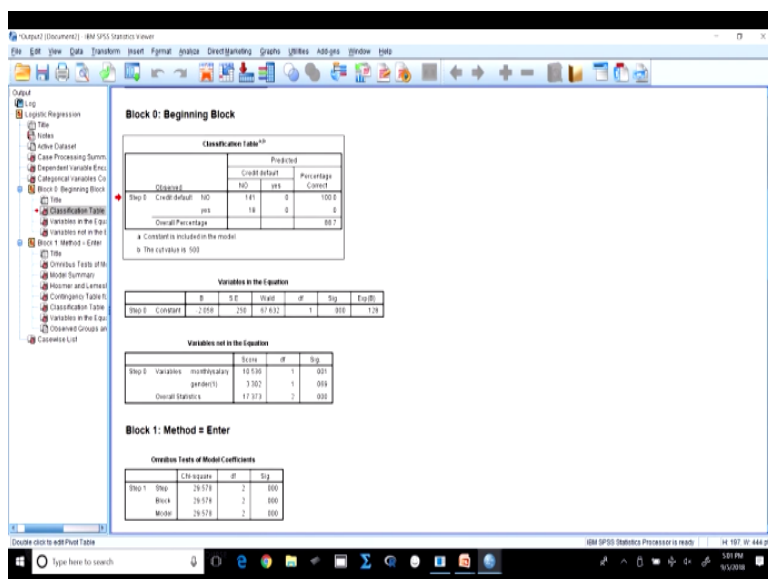 *Output2 [Document2] - IBM SPSS Statistics Viewer
File Edit View Data Transform Insert Format Analyze Direct Marketing Graphs Utilities Add-ons Window Help
Output
Log
Logistic Regression
Title
Notes
Active Dataset
Case Processing Summ
Dependent Variable Enco
Categorical Variables Co
Block 0: Beginning Block
Title
Classification Table
Variables in the Equa
Variables not in the E
Block 1: Method = Enter
Title
Omnibus Tests of Mo
Model Summary
Hosmer and Lemesl
Contingency Table fo
Classification Table
Variables in the Equa
Observed Groups an
Casewise List
Block 0: Beginning Block
Classification Table a,b
Predicted
Credit default Percentage
Observed NO yes Correct
Step 0 Credit default NO 141 0 100.0
yes 18 0 .0
Overall Percentage 88.7
a. Constant is included in the model.
b. The cut value is .500
Variables in the Equation
B S.E. Wald df Sig. Exp(B)
Step 0 Constant -2.058 .250 67.632 1 .000 .128
Variables not in the Equation
Score df Sig.
Step 0 Variables monthlysalary 10.536 1 .001
gender(1) 3.302 1 .069
Overall Statistics 17.373 2 .000
Block 1: Method = Enter
Omnibus Tests of Model Coefficients
Chi-square df Sig.
Step 1 Step 29.578 2 .000
Block 29.578 2 .000
Model 29.578 2 .000
Double click to edit Pivot Table
IBM SPSS Statistics Processor is ready
H: 197 W: 444 p
Type here to search
5:01 PM
9/5/2018